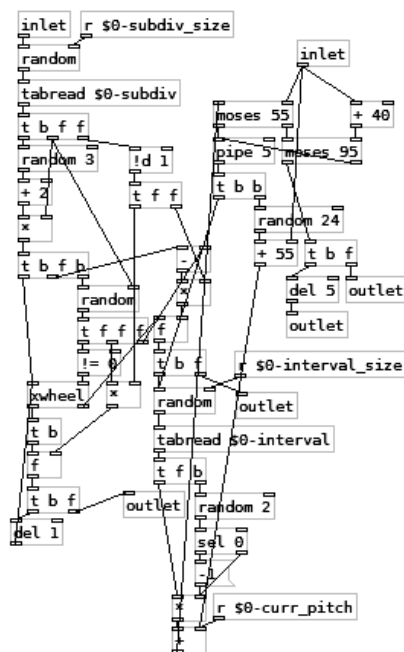 inlet
r $0-subdiv_size
random
inlet
tabread $0-subdiv
moses 55
+ 40
t b f f
random 3
!d 1
pipe 5
moses 95
+ 2
t f f
t b b
*
random 24
t b f b
-
+ 55
t b f
random
*
del 5
outlet
t f f f f
f
outlet
!= 0
t b f
r $0-interval_size
xwheel
*
random
outlet
t b
tabread $0-interval
f
t f b
t b f
outlet
random 2
del 1
sel 0
-1
*
r $0-curr_pitch
+